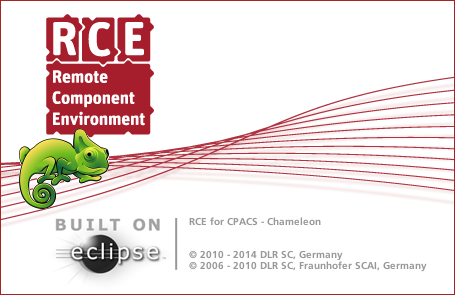 RCE
Remote
Component
Environment
BUILT ON
eclipse
RCE for CPACS - Chameleon
© 2010 - 2014 DLR SC, Germany
© 2006 - 2010 DLR SC, Fraunhofer SCAI, Germany